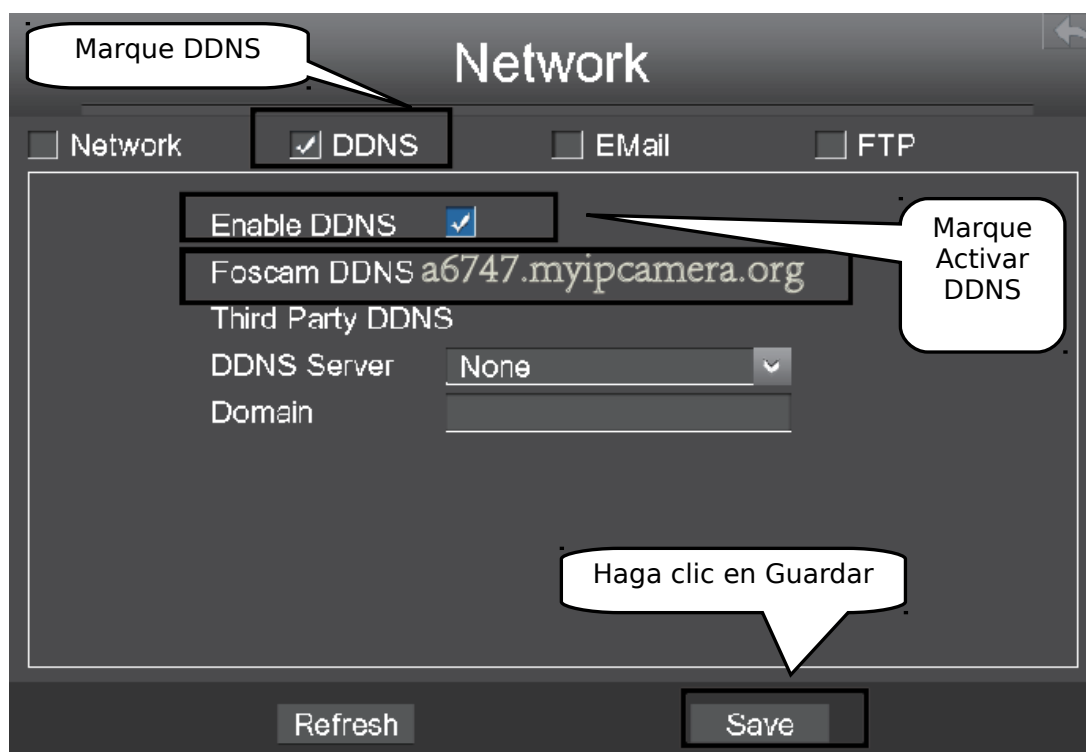 Marque DDNS
Network
Network
DDNS
EMail
FTP
Enable DDNS
Marque
Activar
DDNS
Foscam DDNS a6747.myipcamera.org
Third Party DDNS
DDNS Server None
Domain
Haga clic en Guardar
Refresh
Save